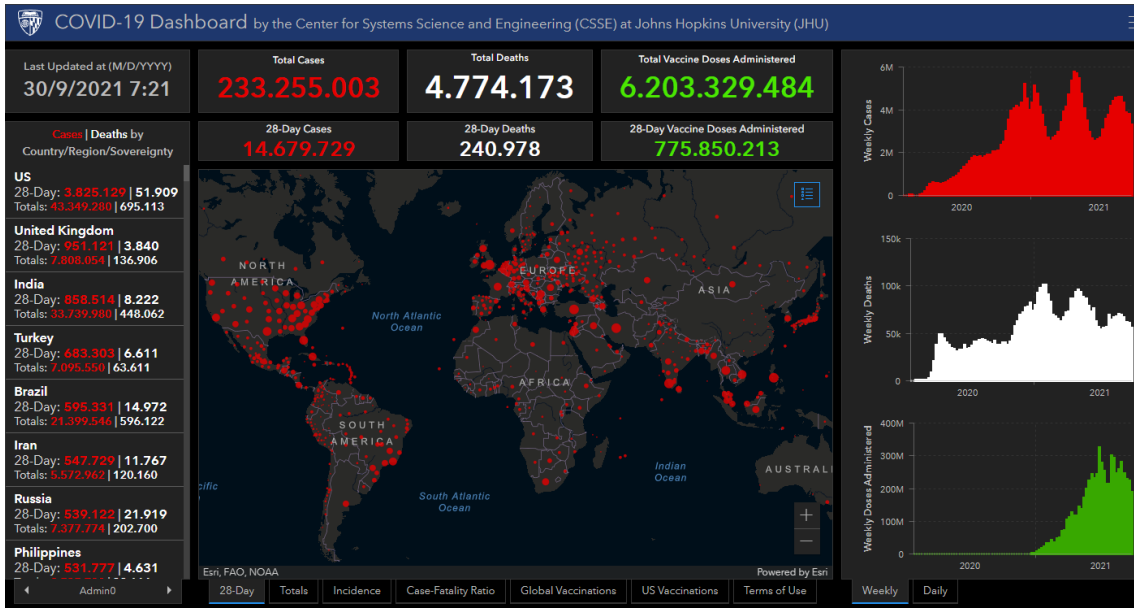 COVID-19 Dashboard by the Center for Systems Science and Engineering (CSSE) at Johns Hopkins University (JHU)
Last Updated at (M/D/YYYY)
30/9/2021 7:21
Total Cases
233.255.003
Total Deaths
4.774.173
Total Vaccine Doses Administered
6.203.329.484
28-Day Cases
14.679.729
28-Day Deaths
240.978
28-Day Vaccine Doses Administered
775.850.213
Cases | Deaths by
Country/Region/Sovereignty
US
28-Day: 3.825.129 | 51.909
Totals: 43.349.280 | 695.113
United Kingdom
28-Day: 951.121 | 3.840
Totals: 7.808.054 | 136.906
India
28-Day: 858.514 | 8.222
Totals: 33.739.980 | 448.062
Turkey
28-Day: 683.303 | 6.611
Totals: 7.095.550 | 63.611
Brazil
28-Day: 595.331 | 14.972
Totals: 21.399.546 | 596.122
Iran
28-Day: 547.729 | 11.767
Totals: 5.572.962 | 120.160
Russia
28-Day: 539.122 | 21.919
Totals: 7.377.774 | 202.700
Philippines
28-Day: 531.777 | 4.631
Admin0
NORTH
AMERICA
EUROPE
ASIA
North Atlantic
Ocean
AFRICA
SOUTH
AMERICA
Indian
Ocean
AUSTRALI
cific
South Atlantic
Ocean
+
−
Esri, FAO, NOAA
Powered by Esri
28-Day
Totals
Incidence
Case-Fatality Ratio
Global Vaccinations
US Vaccinations
Terms of Use
Weekly Cases
6M
4M
2M
0
2020
2021
Weekly Deaths
150k
100k
50k
0
2020
2021
Weekly Doses Administered
400M
300M
200M
100M
0
2020
2021
Weekly
Daily